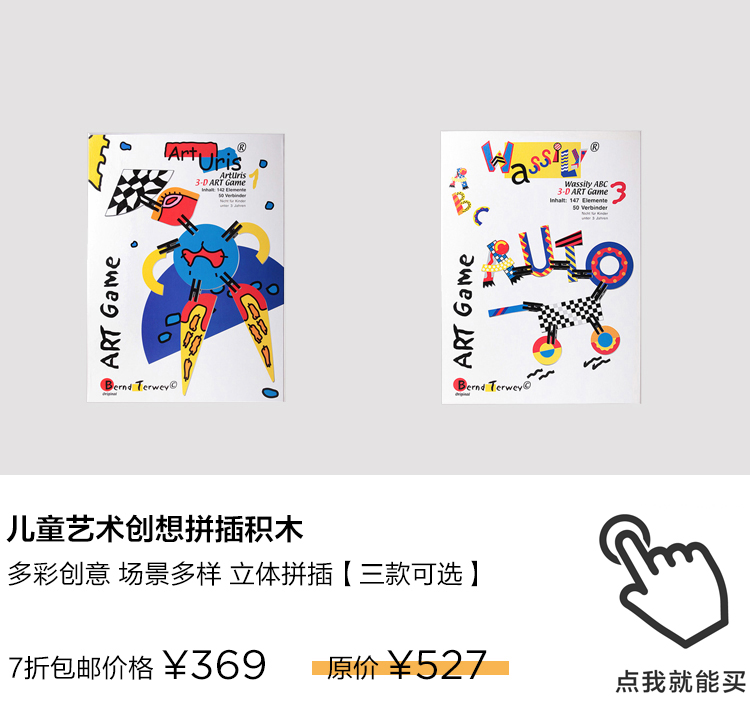 ArtUris®
ArtUris 1
3-D ART Game
Inhalt: 142 Elemente
50 Verbinder
Nicht für Kinder
unter 5 Jahren
ART Game
Bernd Terwey©
Original
Wassily®
Wassily ABC
3-D ART Game 3
Inhalt: 147 Elemente
50 Verbinder
Nicht für Kinder
unter 5 Jahren
A
B
C
AUTO
ART Game
Bernd Terwey©
Original
儿童艺术创想拼插积木
多彩创意 场景多样 立体拼插【三款可选】
7折包邮价格 ¥369 原价 ¥527
点我就能买